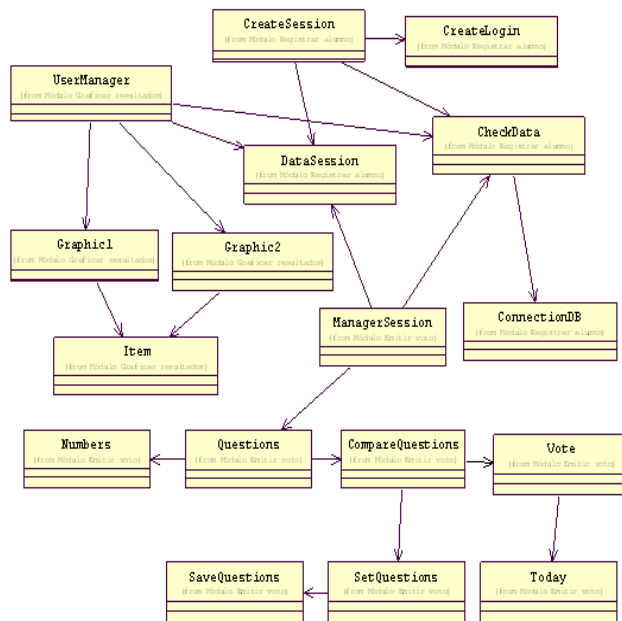 CreateSession
(from Módulo Registrar alumno)
CreateLogin
(from Módulo Registrar alumno)
UserManager
(from Módulo Graficar resultados)
CheckData
(from Módulo Registrar alumno)
DataSession
(from Módulo Registrar alumno)
Graphic1
(from Módulo Graficar resultados)
Graphic2
(from Módulo Graficar resultados)
ManagerSession
(from Módulo Emitir voto)
ConnectionDB
(from Módulo Registrar alumno)
Item
(from Módulo Graficar resultados)
Numbers
(from Módulo Emitir voto)
Questions
(from Módulo Emitir voto)
CompareQuestions
(from Módulo Emitir voto)
Vote
(from Módulo Emitir voto)
SaveQuestions
(from Módulo Emitir voto)
SetQuestions
(from Módulo Emitir voto)
Today
(from Módulo Emitir voto)